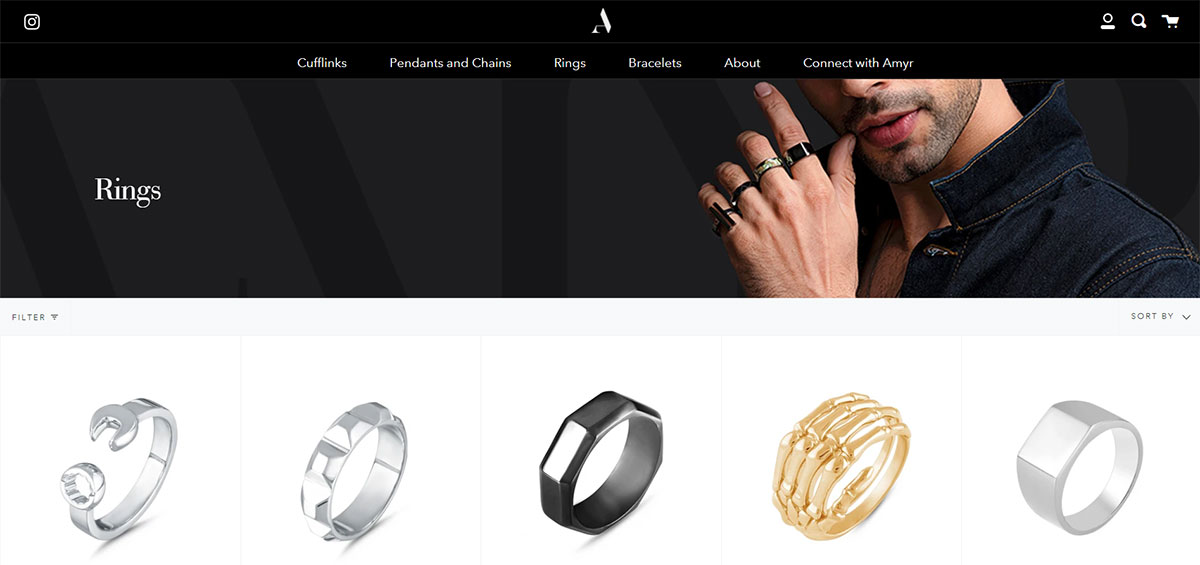 A
Cufflinks Pendants and Chains Rings Bracelets About Connect with Amyr
Rings
FILTER
SORT BY